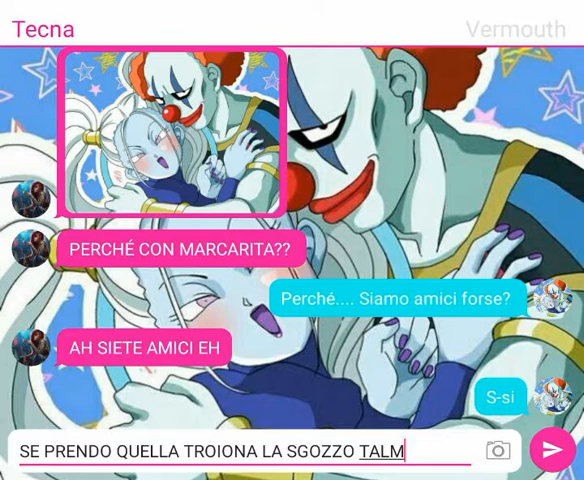 Tecna
Vermouth
PERCHÉ CON MARCARITA??
Perché.... Siamo amici forse?
AH SIETE AMICI EH
S-si
SE PRENDO QUELLA TROIONA LA SGOZZO TALM